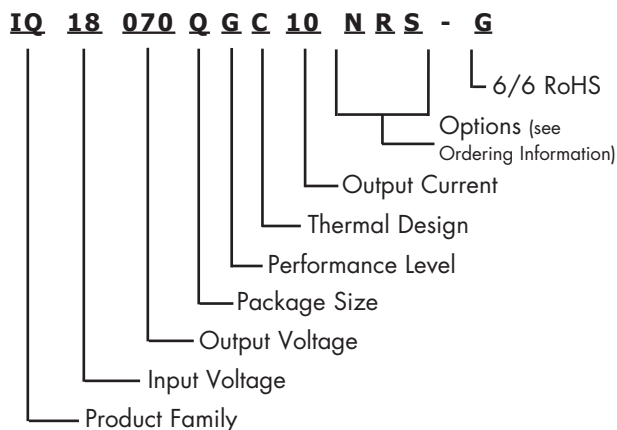 IQ 18 070 Q G C 10 N R S - G
6/6 RoHS
Options (see
Ordering Information)
Output Current
Thermal Design
Performance Level
Package Size
Output Voltage
Input Voltage
Product Family